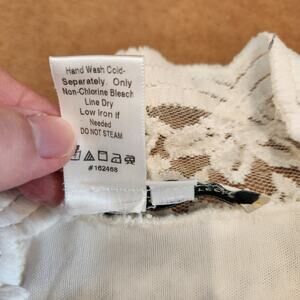 Hand Wash Cold-
Separately. Only
Non-Chlorine Bleach
Line Dry
Low Iron if
Needed
DO NOT STEAM
#162468